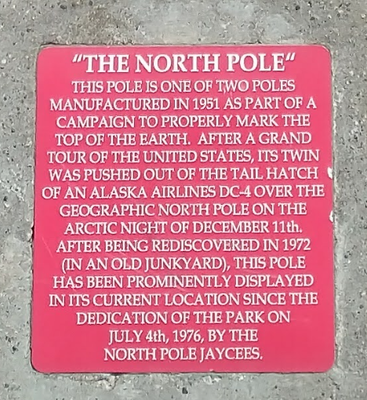 "THE NORTH POLE"
THIS POLE IS ONE OF TWO POLES
MANUFACTURED IN 1951 AS PART OF A
CAMPAIGN TO PROPERLY MARK THE
TOP OF THE EARTH. AFTER A GRAND
TOUR OF THE UNITED STATES, ITS TWIN
WAS PUSHED OUT OF THE TAIL HATCH
OF AN ALASKA AIRLINES DC-4 OVER THE
GEOGRAPHIC NORTH POLE ON THE
ARCTIC NIGHT OF DECEMBER 11th.
AFTER BEING REDISCOVERED IN 1972
(IN AN OLD JUNKYARD), THIS POLE
HAS BEEN PROMINENTLY DISPLAYED
IN ITS CURRENT LOCATION SINCE THE
DEDICATION OF THE PARK ON
JULY 4th, 1976, BY THE
NORTH POLE JAYCEES.